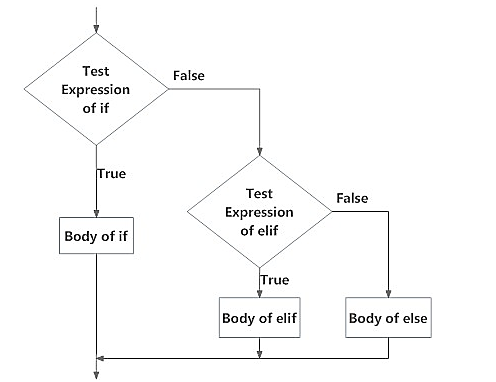 Test
Expression
of if
False
True
Body of if
Test
Expression
of elif
False
True
Body of elif
Body of else